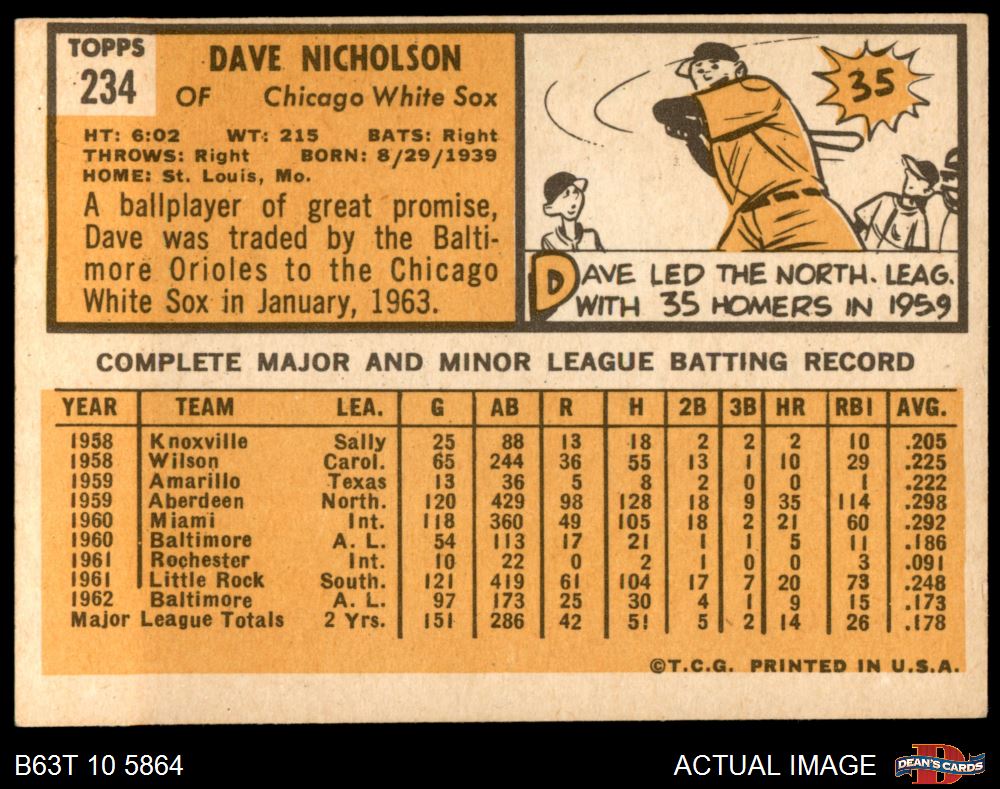 TOPPS
234
DAVE NICHOLSON
OF Chicago White Sox
HT: 6:02 WT: 215 BATS: Right
THROWS: Right BORN: 8/29/1939
HOME: St. Louis, Mo.
A ballplayer of great promise,
Dave was traded by the Balti-
more Orioles to the Chicago
White Sox in January, 1963.
35
DAVE LED THE NORTH. LEAG.
WITH 35 HOMERS IN 1959
COMPLETE MAJOR AND MINOR LEAGUE BATTING RECORD
YEAR TEAM LEA. G AB R H 2B 3B HR RBI AVG.
1958 Knoxville Sally 25 88 13 18 2 2 2 10 .205
1958 Wilson Carol. 65 244 36 55 13 1 10 29 .225
1959 Amarillo Texas 13 36 5 8 2 0 0 1 .222
1959 Aberdeen North. 120 429 98 128 18 9 35 114 .298
1960 Miami Int. 118 360 49 105 18 2 21 60 .292
1960 Baltimore A. L. 54 113 17 21 1 1 5 11 .186
1961 Rochester Int. 10 22 0 2 1 0 0 3 .091
1961 Little Rock South. 121 419 61 104 17 7 20 73 .248
1962 Baltimore A. L. 97 173 25 30 4 1 9 15 .173
Major League Totals 2 Yrs. 151 286 42 51 5 2 14 26 .178
©T.C.G. PRINTED IN U.S.A.
B63T 10 5864
ACTUAL IMAGE
D
DEAN'S CARDS